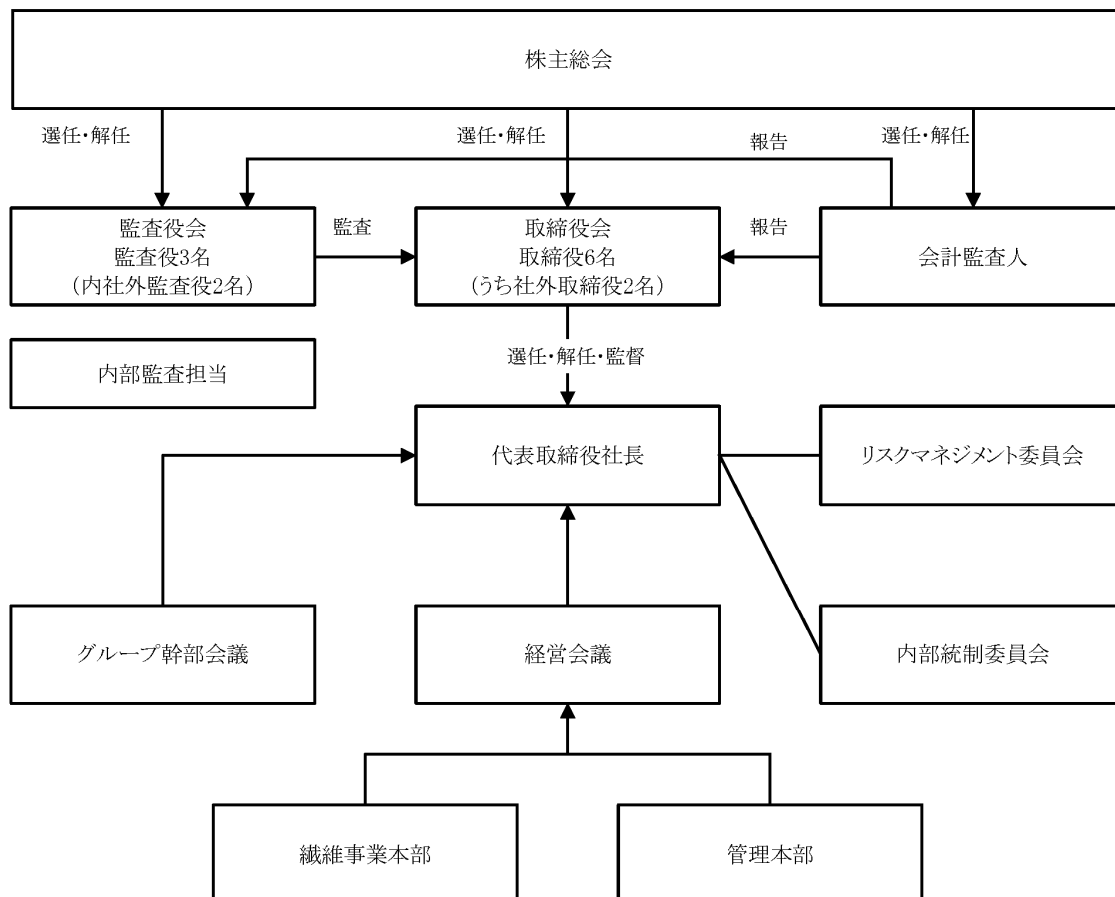 株主総会
選任・解任
選任・解任
報告
選任・解任
監査役会
監査役3名
（内社外監査役2名）
監査
取締役会
取締役6名
（うち社外取締役2名）
報告
会計監査人
選任・解任・監督
内部監査担当
代表取締役社長
リスクマネジメント委員会
グループ幹部会議
経営会議
内部統制委員会
繊維事業本部
管理本部